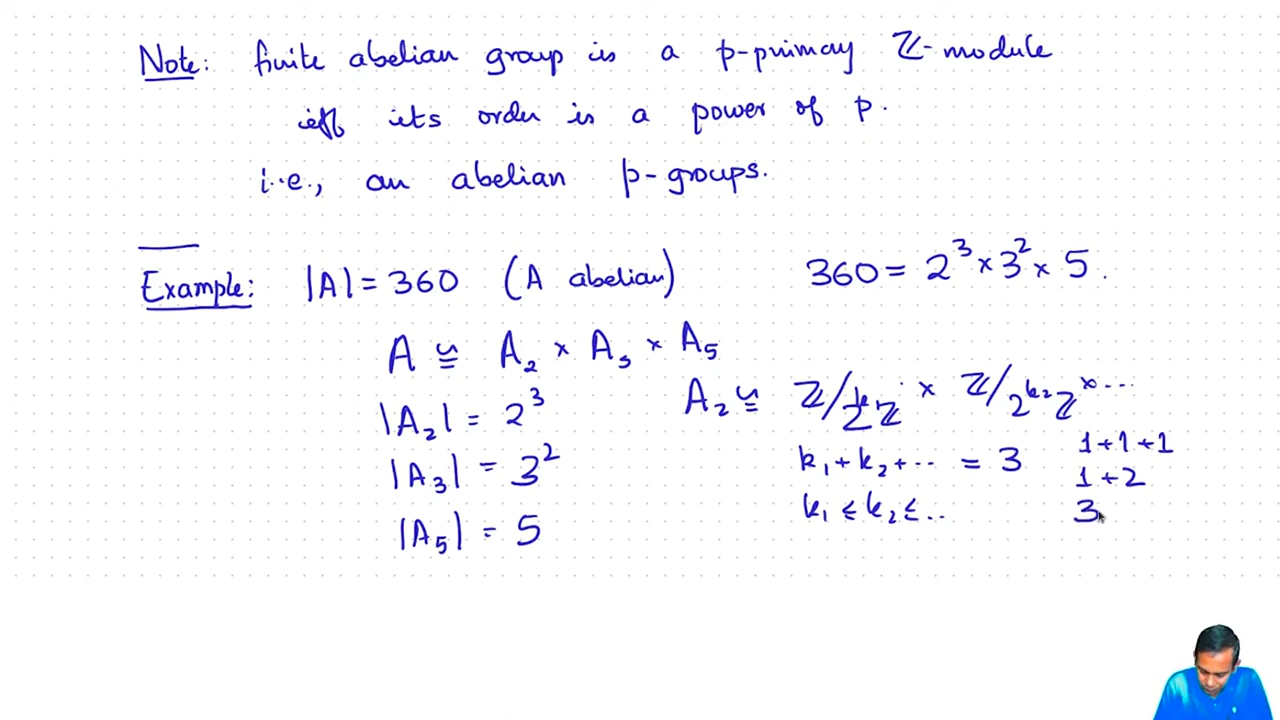 Note: finite abelian group is a p-primary ℤ-module
iff its order is a power of p.
i.e., an abelian p-groups.
Example: |A| = 360 (A abelian) 360 = 2³ × 3² × 5.
A ≅ A₂ × A₃ × A₅
|A₂| = 2³
|A₃| = 3²
|A₅| = 5
A₂ ≅ ℤ/2^{k₁}ℤ × ℤ/2^{k₂}ℤ × ...
k₁ + k₂ + ... = 3
k₁ ≤ k₂ ≤ ...
1 + 1 + 1
1 + 2
3